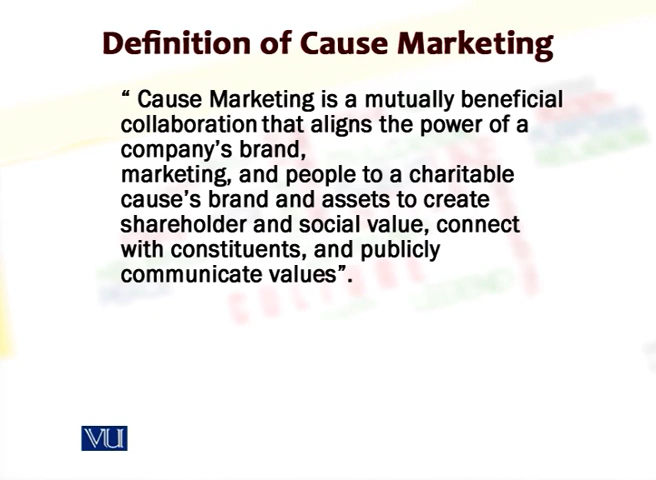 Definition of Cause Marketing
“ Cause Marketing is a mutually beneficial
collaboration that aligns the power of a
company’s brand,
marketing, and people to a charitable
cause’s brand and assets to create
shareholder and social value, connect
with constituents, and publicly
communicate values”.
VU